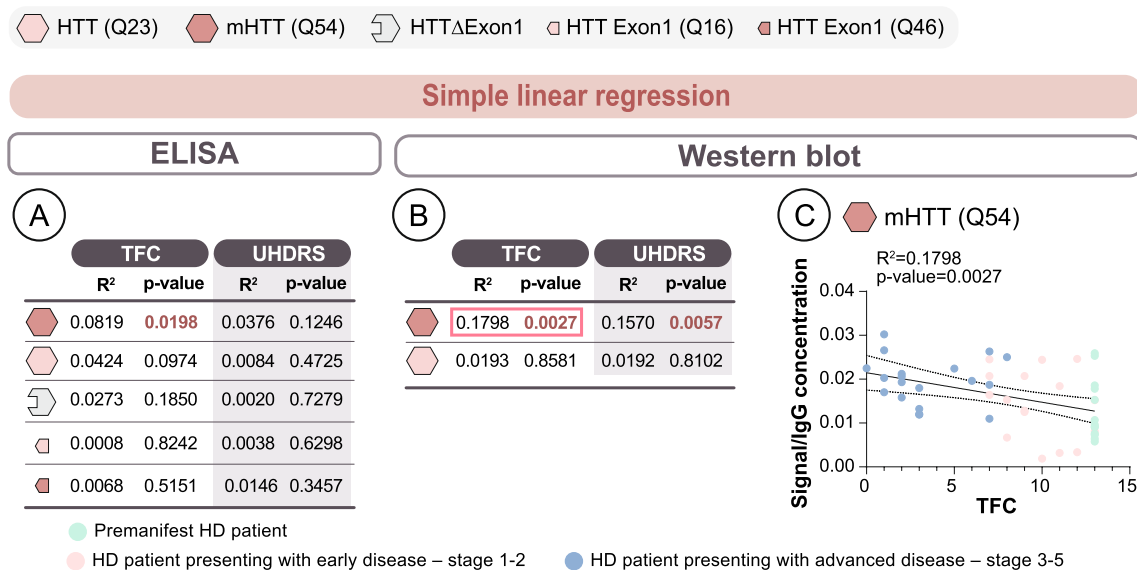 HTT (Q23) mHTT (Q54) HTTΔExon1 HTT Exon1 (Q16) HTT Exon1 (Q46)
Simple linear regression
ELISA
A
TFC UHDRS
R² p-value R² p-value
0.0819 0.0198 0.0376 0.1246
0.0424 0.0974 0.0084 0.4725
0.0273 0.1850 0.0020 0.7279
0.0008 0.8242 0.0038 0.6298
0.0068 0.5151 0.0146 0.3457
Western blot
B
TFC UHDRS
R² p-value R² p-value
0.1798 0.0027 0.1570 0.0057
0.0193 0.8581 0.0192 0.8102
C mHTT (Q54)
R²=0.1798
p-value=0.0027
Signal/IgG concentration
0.04
0.03
0.02
0.01
0.00
0 5 10 15
TFC
Premanifest HD patient
HD patient presenting with early disease – stage 1-2
HD patient presenting with advanced disease – stage 3-5